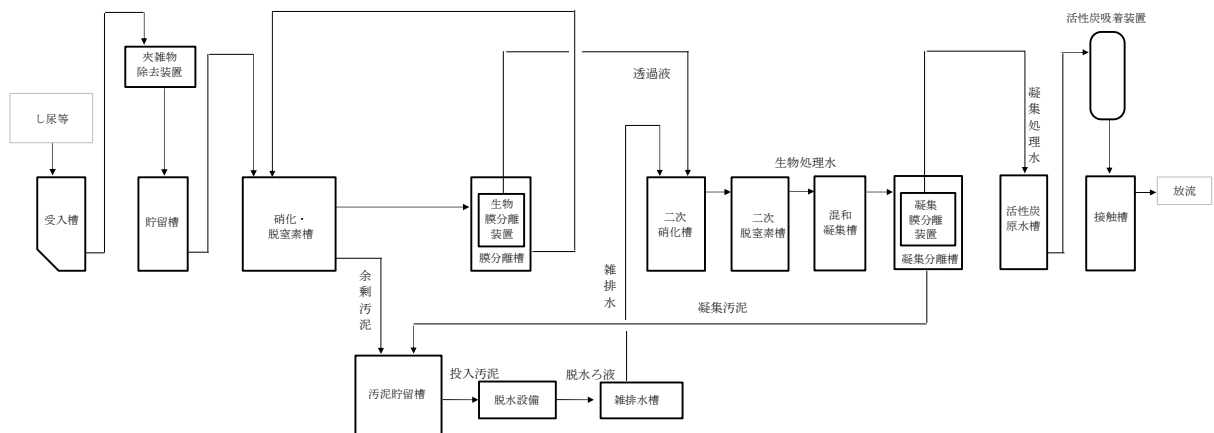 活性炭吸着装置
夾雑物
除去装置
透過液
し尿等
凝集処理水
生物処理水
放流
受入槽
貯留槽
硝化・
脱窒素槽
生物
膜分離
装置
膜分離槽
二次
硝化槽
二次
脱窒素槽
混和
凝集槽
凝集
膜分離
装置
凝集分離槽
活性炭
原水槽
接触槽
余剰汚泥
雑排水
凝集汚泥
汚泥貯留槽
投入汚泥
脱水設備
脱水ろ液
雑排水槽